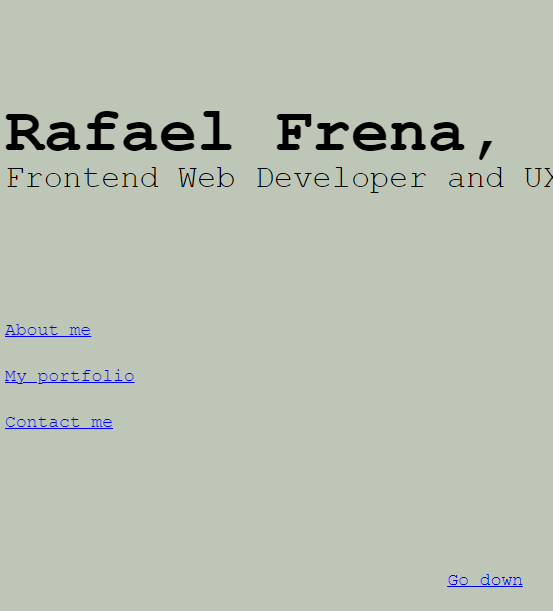 Rafael Frena,
Frontend Web Developer and UX
About me
My portfolio
Contact me
Go down